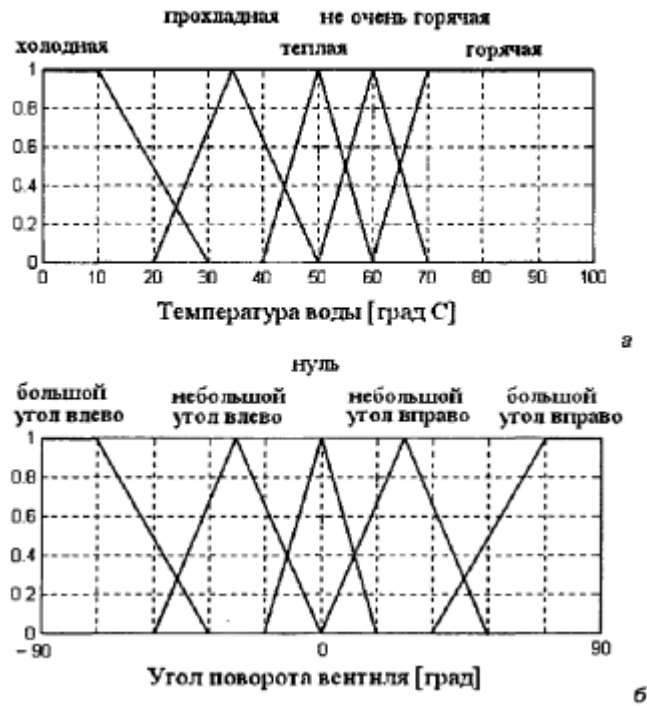 прохладная не очень горячая
холодная теплая горячая
1
0.8
0.6
0.4
0.2
0
0 10 20 30 40 50 60 70 80 90 100
Температура воды [град С]
а
нуль
большой небольшой небольшой большой
угол влево угол влево угол вправо угол вправо
1
0.8
0.6
0.4
0.2
0
-90 0 90
Угол поворота вентиля [град]
б